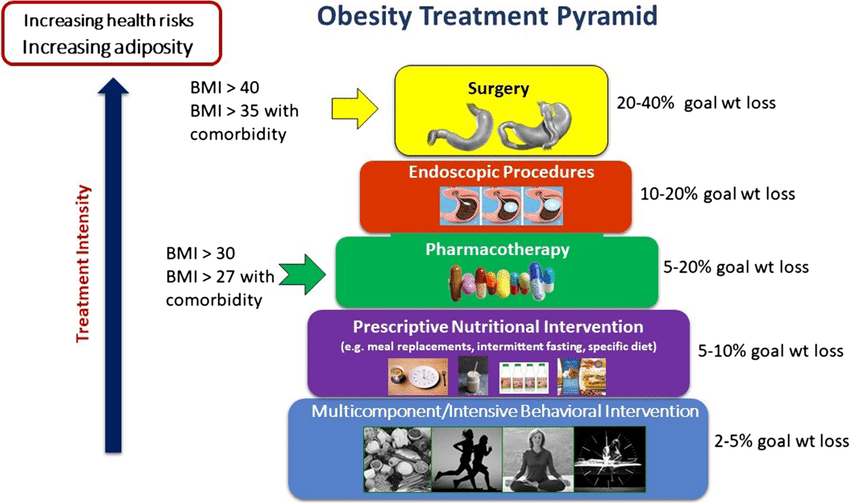 Obesity Treatment Pyramid
Increasing health risks
Increasing adiposity
Treatment Intensity
BMI > 40
BMI > 35 with
comorbidity
Surgery
20-40% goal wt loss
Endoscopic Procedures
10-20% goal wt loss
BMI > 30
BMI > 27 with
comorbidity
Pharmacotherapy
5-20% goal wt loss
Prescriptive Nutritional Intervention
(e.g. meal replacements, intermittent fasting, specific diet)
5-10% goal wt loss
Multicomponent/Intensive Behavioral Intervention
2-5% goal wt loss